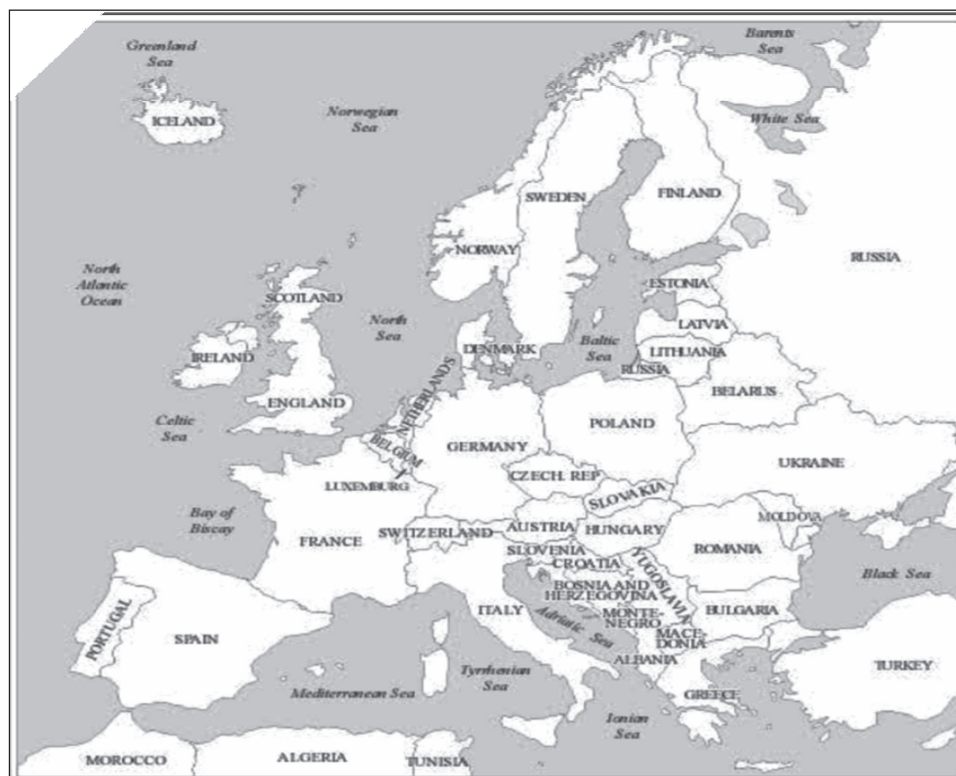 Greenland
Sea
Barents
Sea
ICELAND
Norwegian
Sea
White Sea
SWEDEN
FINLAND
NORWAY
RUSSIA
North
Atlantic
Ocean
SCOTLAND
ESTONIA
North
Sea
LATVIA
Baltic
Sea
DENMARK
LITHUANIA
IRELAND
RUSSIA
BELARUS
NETHERLANDS
ENGLAND
Celtic
Sea
POLAND
BELGIUM
GERMANY
UKRAINE
CZECH. REP
LUXEMBURG
SLOVAKIA
Bay of
Biscay
MOLDOVA
SWITZERLAND
AUSTRIA
HUNGARY
FRANCE
ROMANIA
SLOVENIA
CROATIA
YUGOSLAVIA
Black Sea
BOSNIA AND
HERZEGOVINA
PORTUGAL
ITALY
Adriatic Sea
MONTE-
NEGRO
BULGARIA
SPAIN
MACE-
DONIA
ALBANIA
TURKEY
Tyrrhenian
Sea
Mediterranean Sea
GREECE
Ionian
Sea
MOROCCO
ALGERIA
TUNISIA